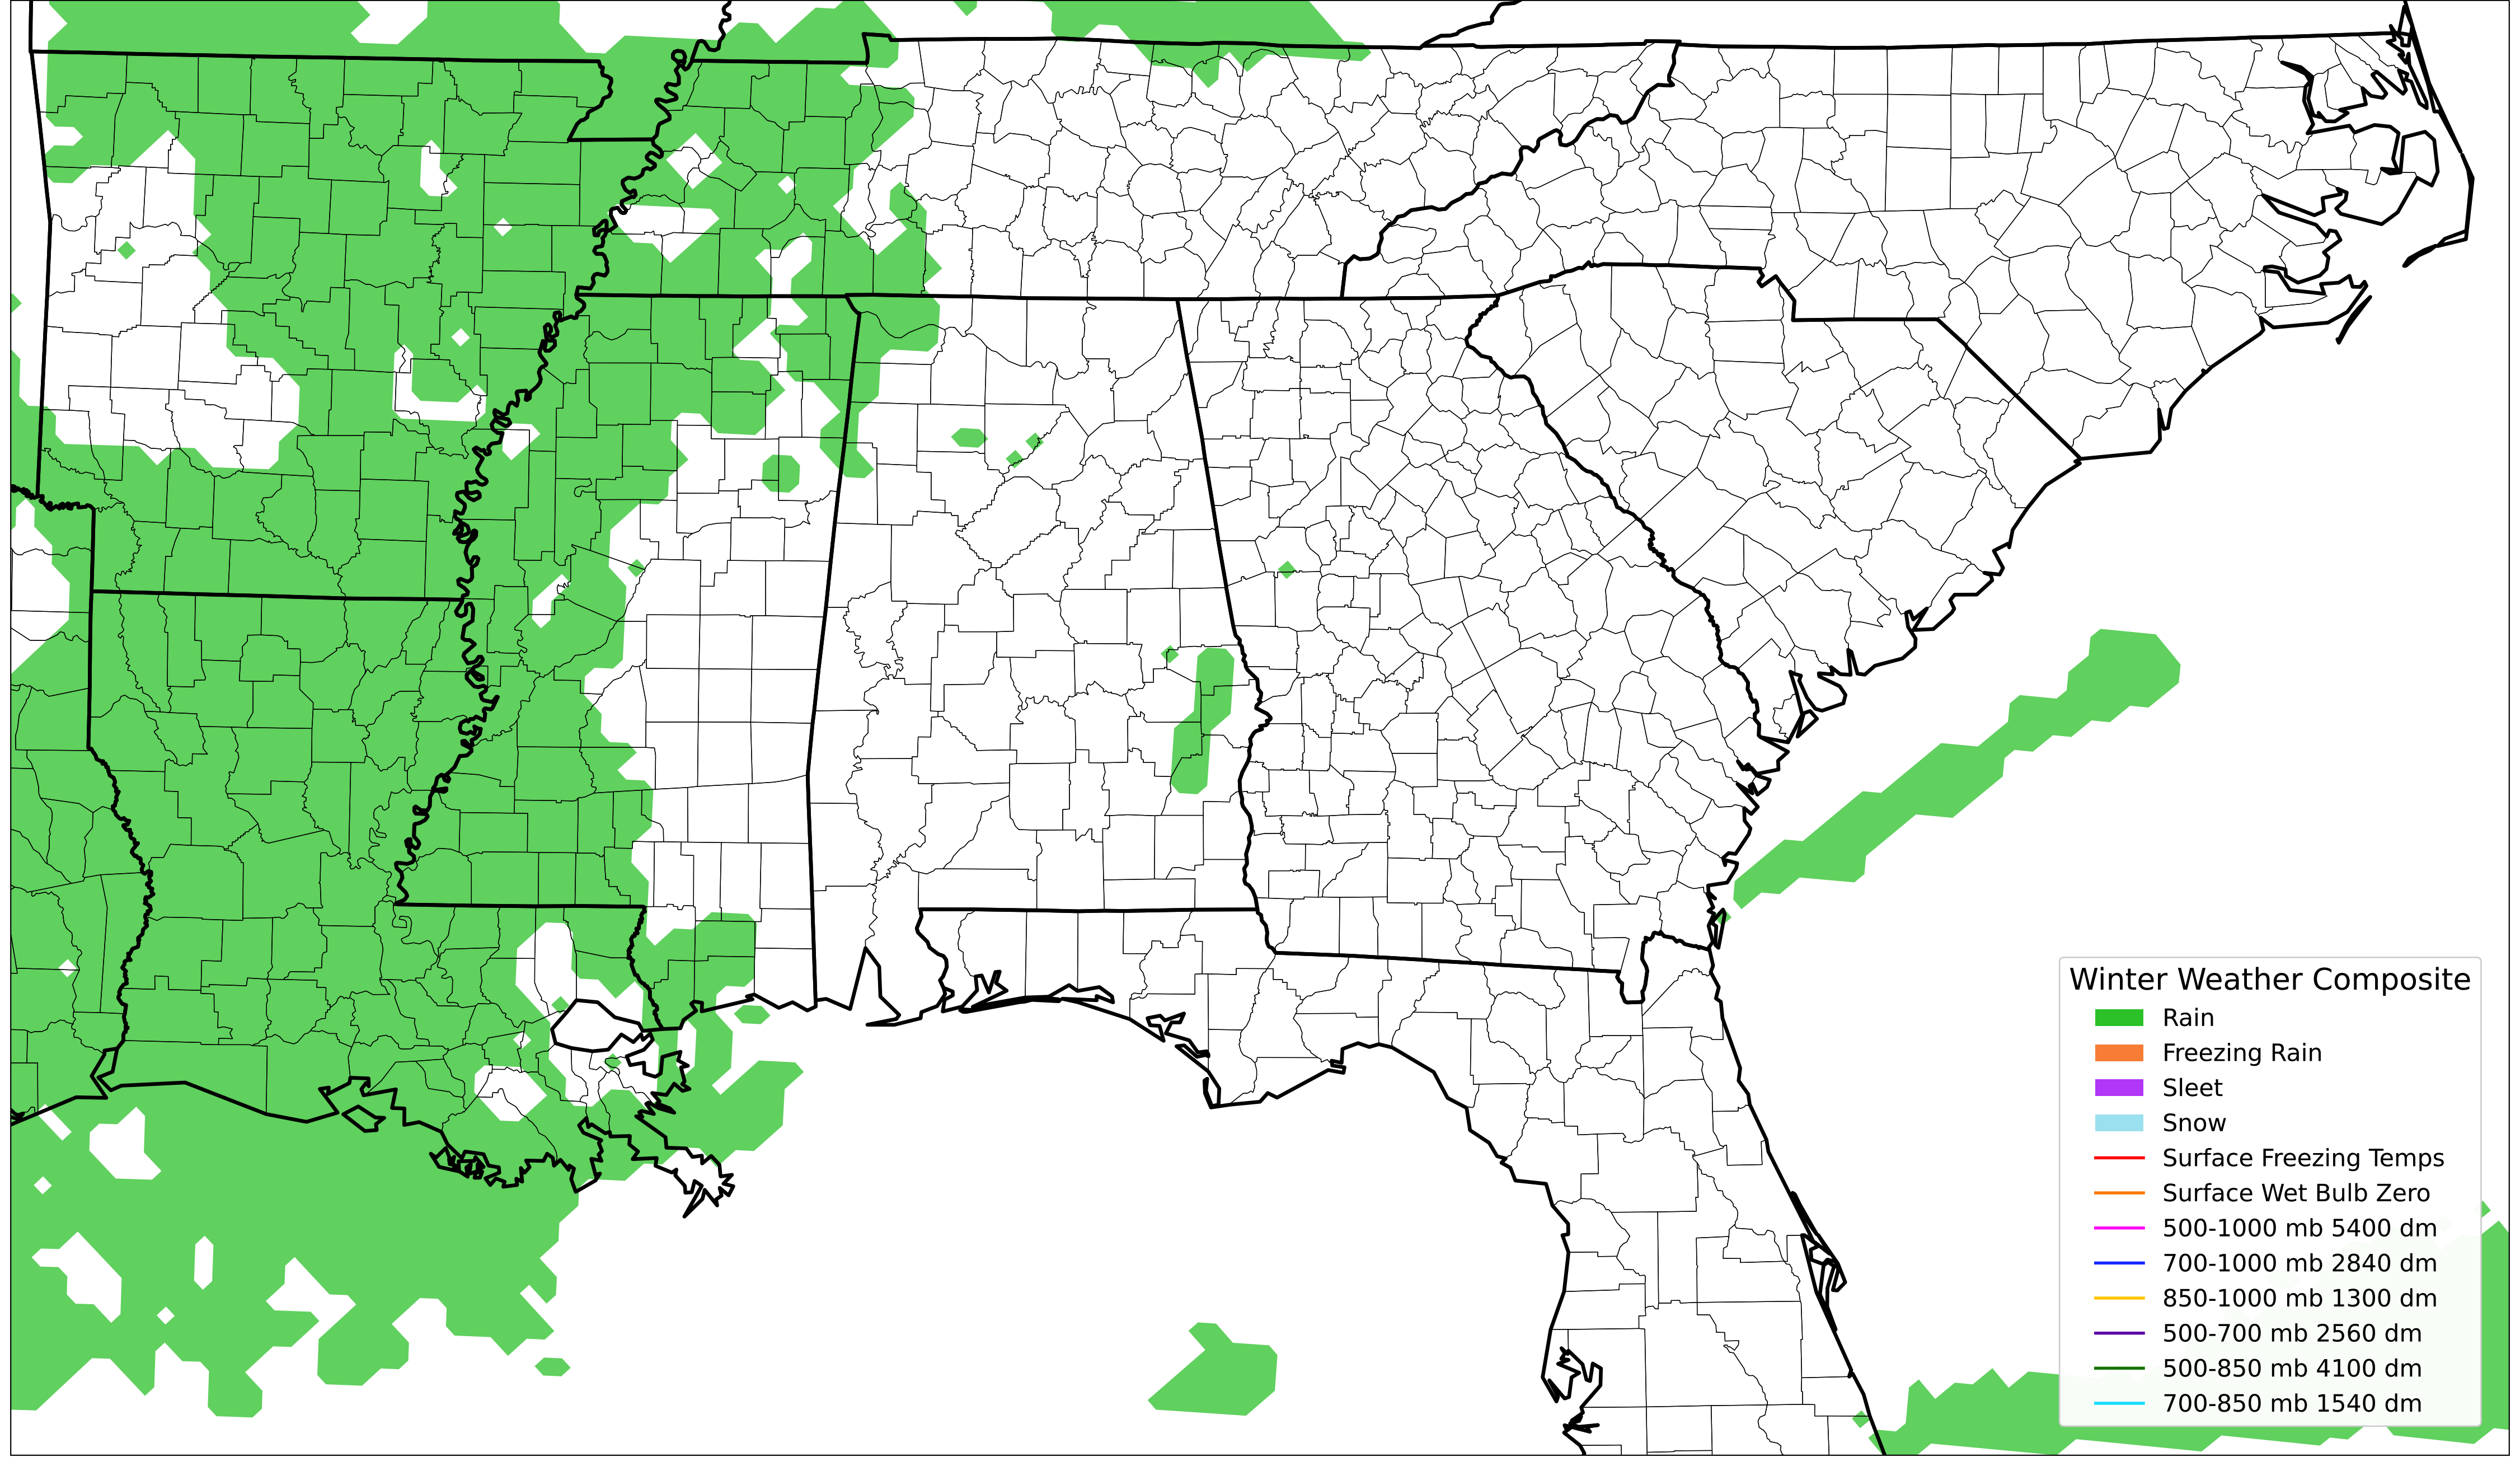 Winter Weather Composite
Rain
Freezing Rain
Sleet
Snow
Surface Freezing Temps
Surface Wet Bulb Zero
500-1000 mb 5400 dm
700-1000 mb 2840 dm
850-1000 mb 1300 dm
500-700 mb 2560 dm
500-850 mb 4100 dm
700-850 mb 1540 dm